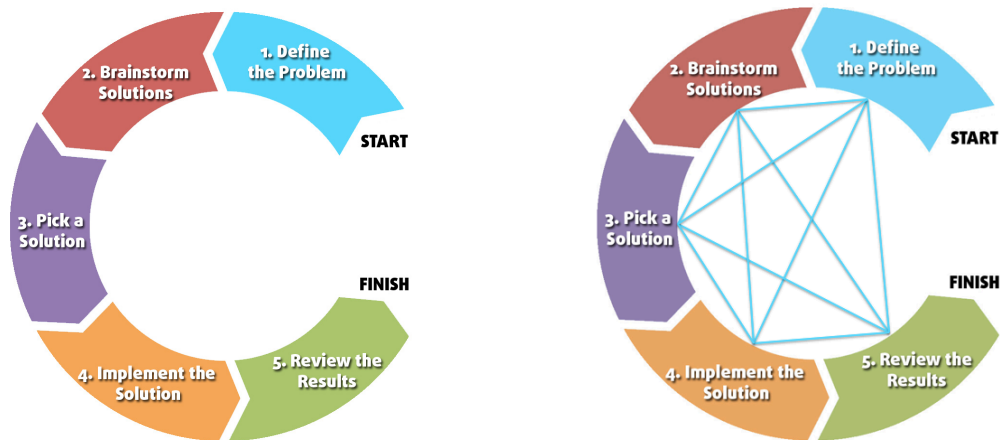 1. Define
the Problem
2. Brainstorm
Solutions
START
3. Pick a
Solution
FINISH
4. Implement the
Solution
5. Review the
Results
1. Define
the Problem
2. Brainstorm
Solutions
START
3. Pick a
Solution
FINISH
4. Implement the
Solution
5. Review the
Results